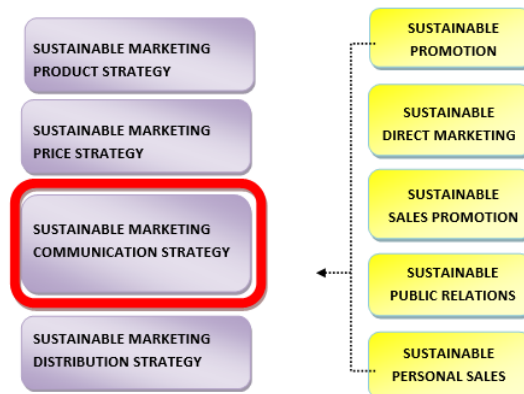 SUSTAINABLE MARKETING
PRODUCT STRATEGY
SUSTAINABLE MARKETING
PRICE STRATEGY
SUSTAINABLE MARKETING
COMMUNICATION STRATEGY
SUSTAINABLE MARKETING
DISTRIBUTION STRATEGY
SUSTAINABLE
PROMOTION
SUSTAINABLE
DIRECT MARKETING
SUSTAINABLE
SALES PROMOTION
SUSTAINABLE
PUBLIC RELATIONS
SUSTAINABLE
PERSONAL SALES